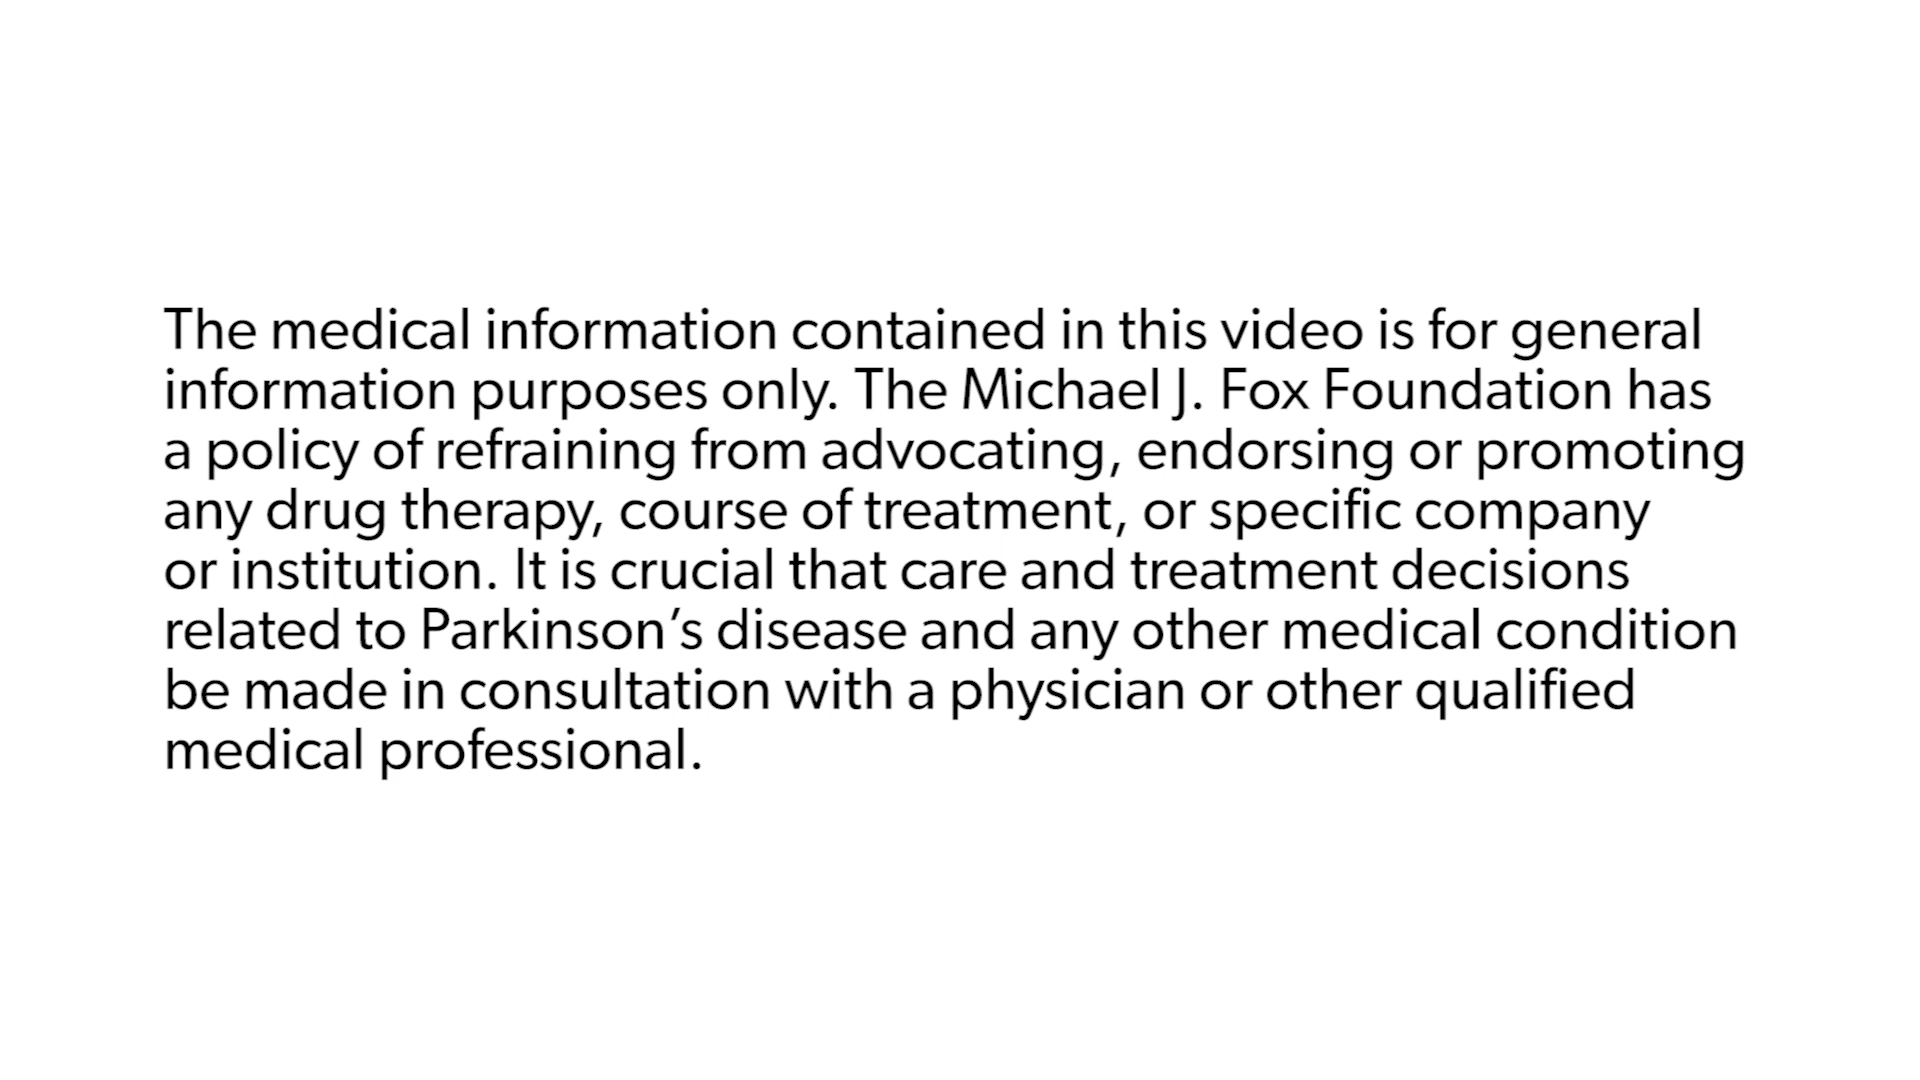 The medical information contained in this video is for general
information purposes only. The Michael J. Fox Foundation has
a policy of refraining from advocating, endorsing or promoting
any drug therapy, course of treatment, or specific company
or institution. It is crucial that care and treatment decisions
related to Parkinson’s disease and any other medical condition
be made in consultation with a physician or other qualified
medical professional.